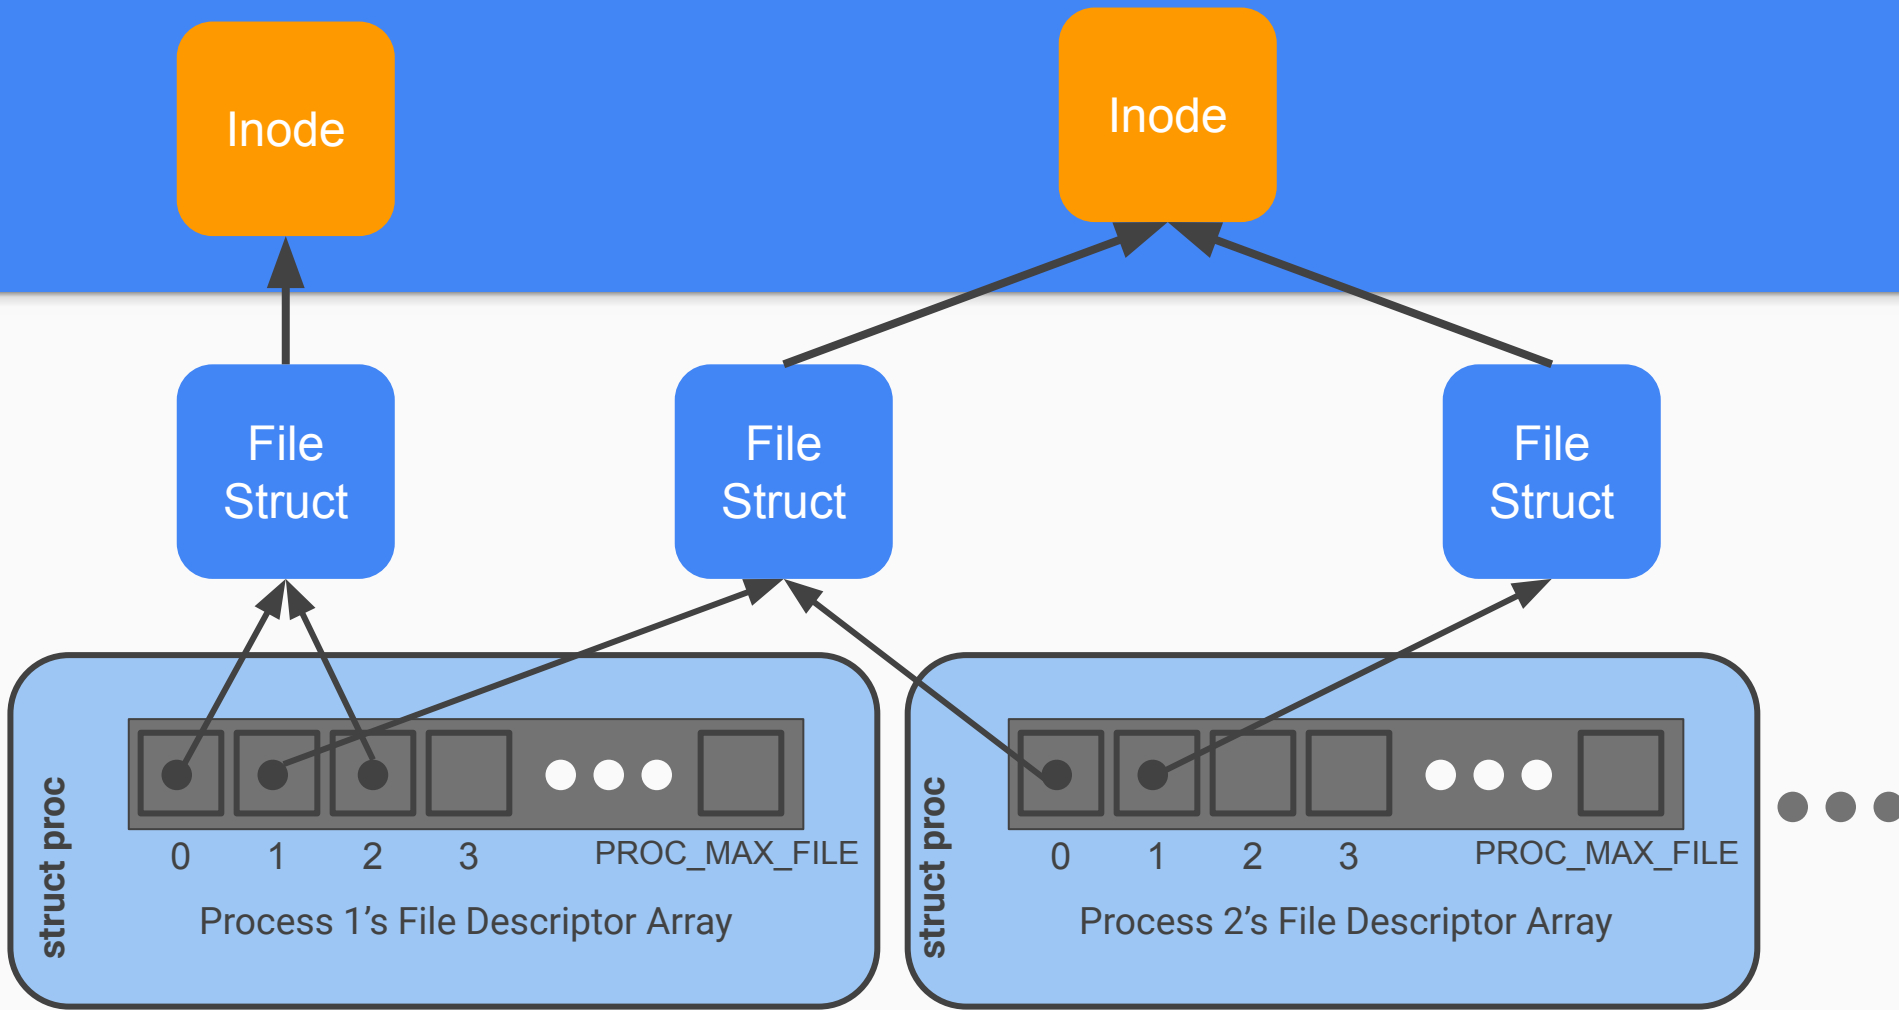 Inode
Inode
File
Struct
File
Struct
File
Struct
struct proc
0 1 2 3 PROC_MAX_FILE
Process 1’s File Descriptor Array
struct proc
0 1 2 3 PROC_MAX_FILE
Process 2’s File Descriptor Array